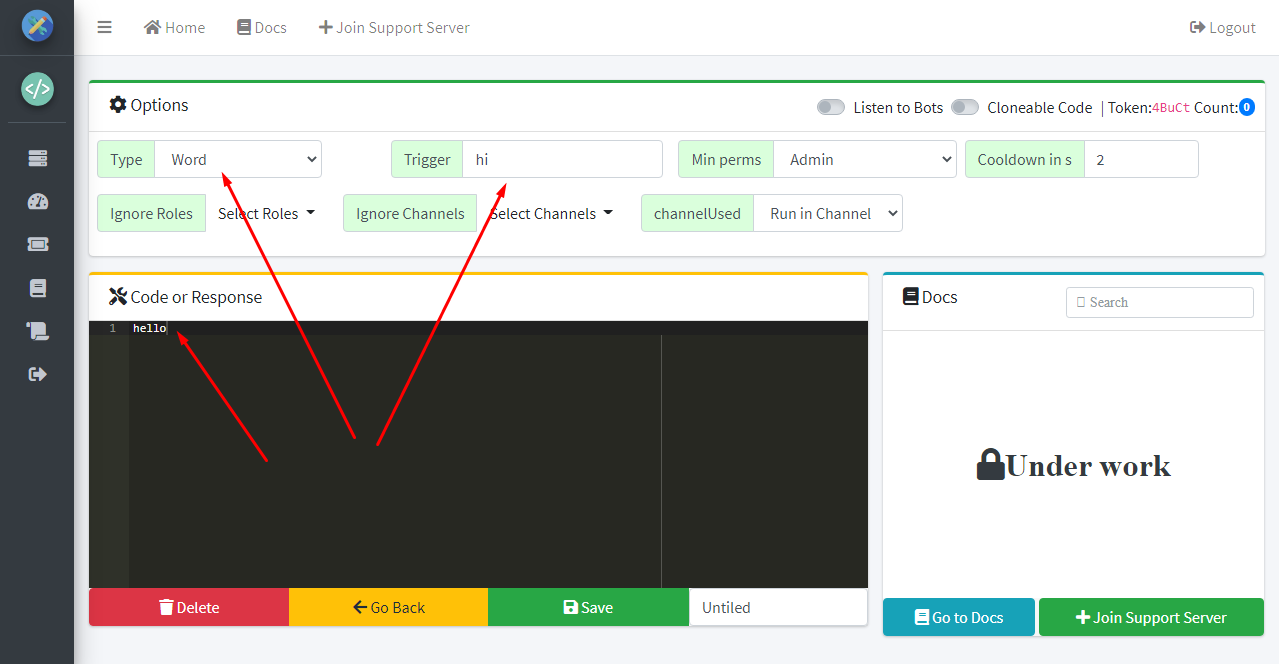 Home Docs Join Support Server Logout
Options Listen to Bots Cloneable Code | Token:4BuCt Count:0
Type Word Trigger hi Min perms Admin Cooldown in s 2
Ignore Roles Select Roles Ignore Channels Select Channels channelUsed Run in Channel
Code or Response
1 hello
Docs Search
Under work
Delete Go Back Save Untiled
Go to Docs Join Support Server